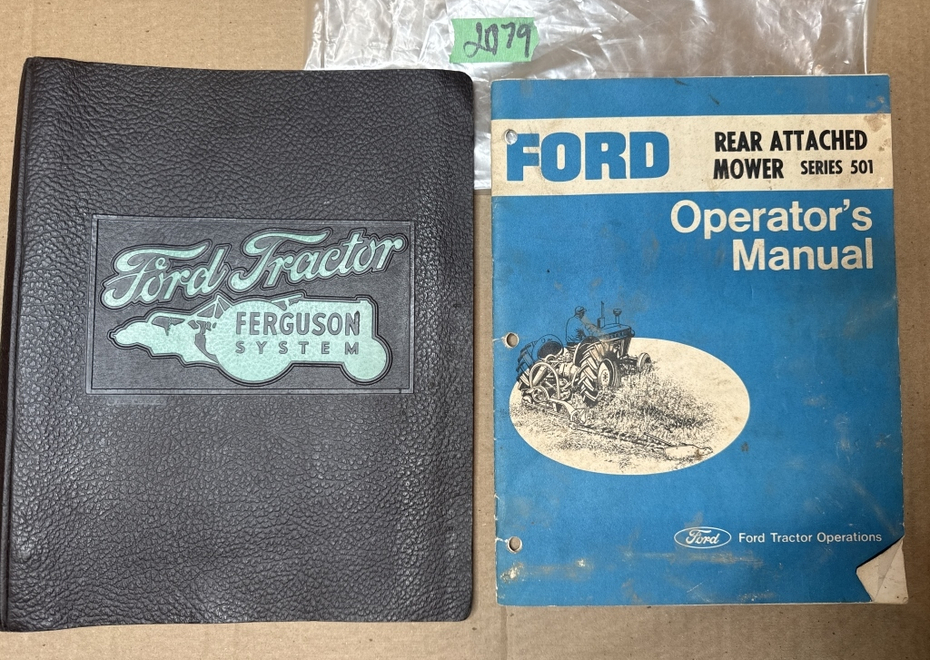 2079
Ford Tractor
FERGUSON
SYSTEM
FORD
REAR ATTACHED
MOWER SERIES 501
Operator's
Manual
Ford
Ford Tractor Operations